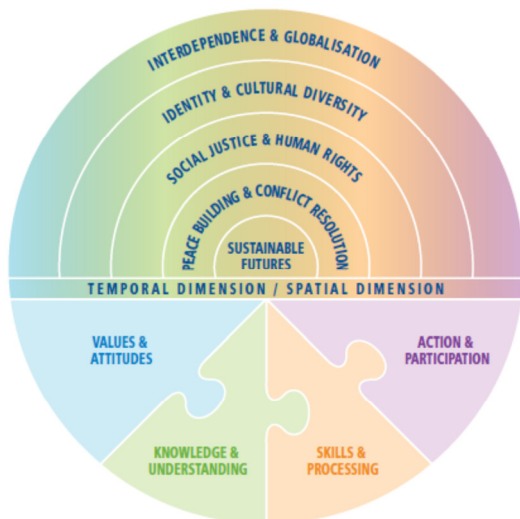 INTERDEPENDENCE & GLOBALISATION
IDENTITY & CULTURAL DIVERSITY
SOCIAL JUSTICE & HUMAN RIGHTS
PEACE BUILDING & CONFLICT RESOLUTION
SUSTAINABLE
FUTURES
TEMPORAL DIMENSION / SPATIAL DIMENSION
VALUES &
ATTITUDES
ACTION &
PARTICIPATION
KNOWLEDGE &
UNDERSTANDING
SKILLS &
PROCESSING